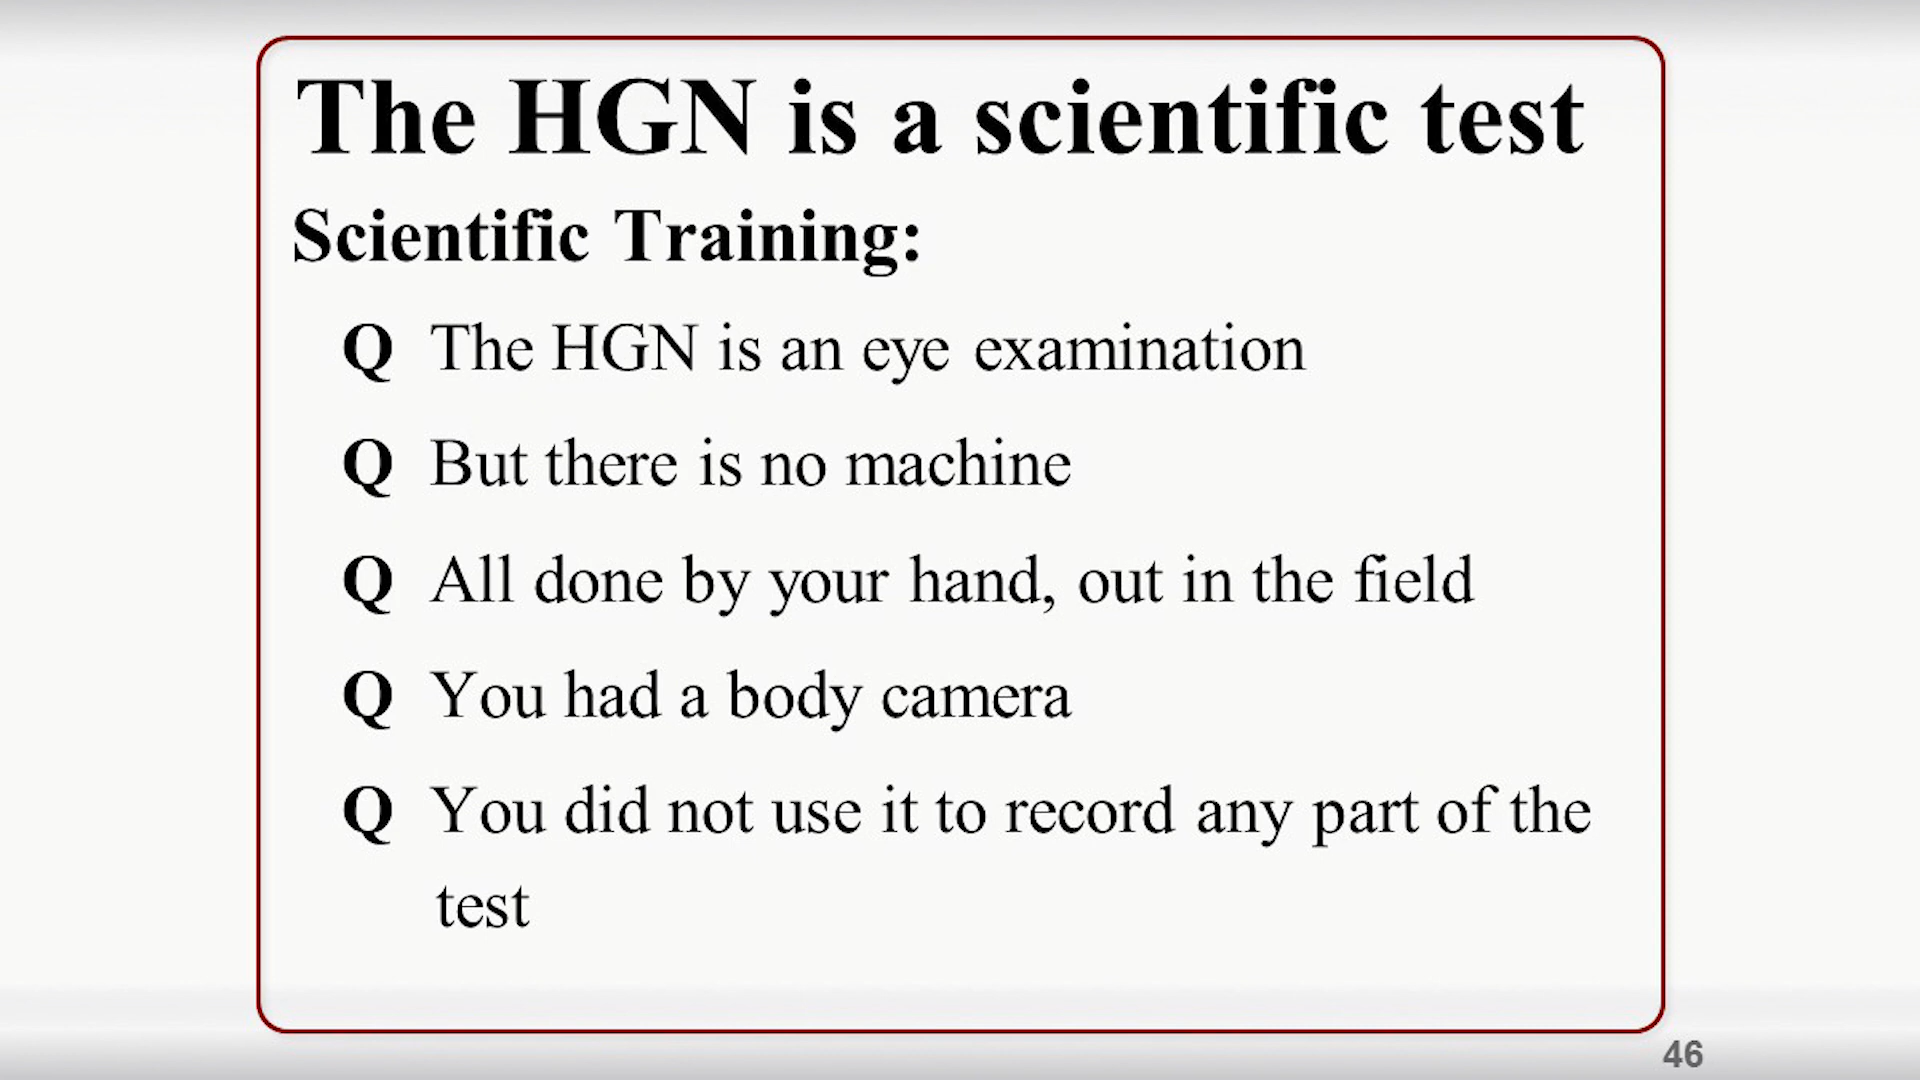 The HGN is a scientific test
Scientific Training:
Q The HGN is an eye examination
Q But there is no machine
Q All done by your hand, out in the field
Q You had a body camera
Q You did not use it to record any part of the
test
46